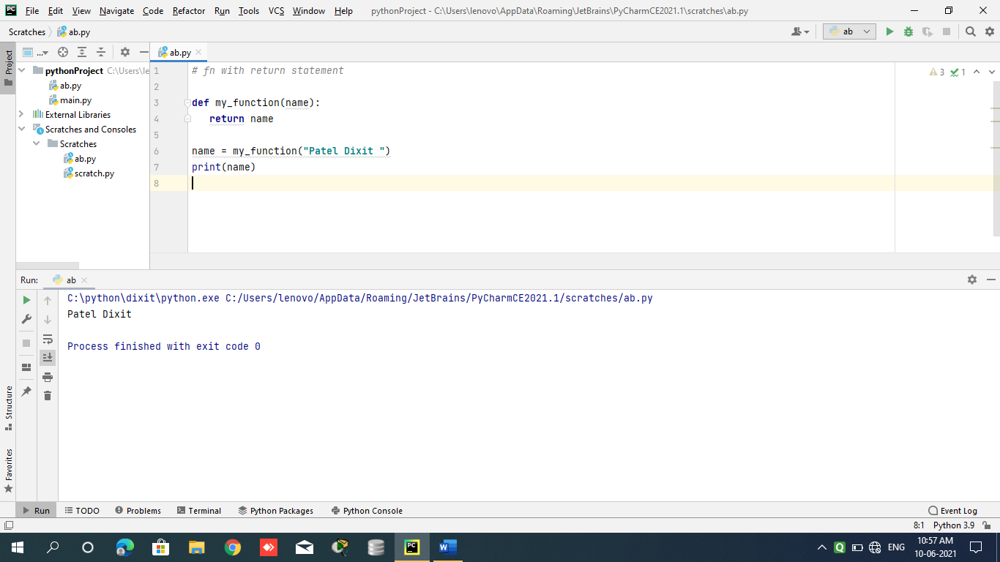 PC File Edit View Navigate Code Refactor Run Tools VCS Window Help pythonProject - C:\Users\lenovo\AppData\Roaming\JetBrains\PyCharmCE2021.1\scratches\ab.py
Scratches ab.py ab
Project
... ab.py
pythonProject C:\Users\le
ab.py
main.py
External Libraries
Scratches and Consoles
Scratches
ab.py
scratch.py
1 # fn with return statement
2
3 def my_function(name):
4 return name
5
6 name = my_function("Patel Dixit ")
7 print(name)
8
3 1
Run: ab
C:\python\dixit\python.exe C:/Users/lenovo/AppData/Roaming/JetBrains/PyCharmCE2021.1/scratches/ab.py
Patel Dixit
Process finished with exit code 0
Structure
Favorites
Run TODO Problems Terminal Python Packages Python Console Event Log
8:1 Python 3.9
PC W Q ENG 10:57 AM
10-06-2021